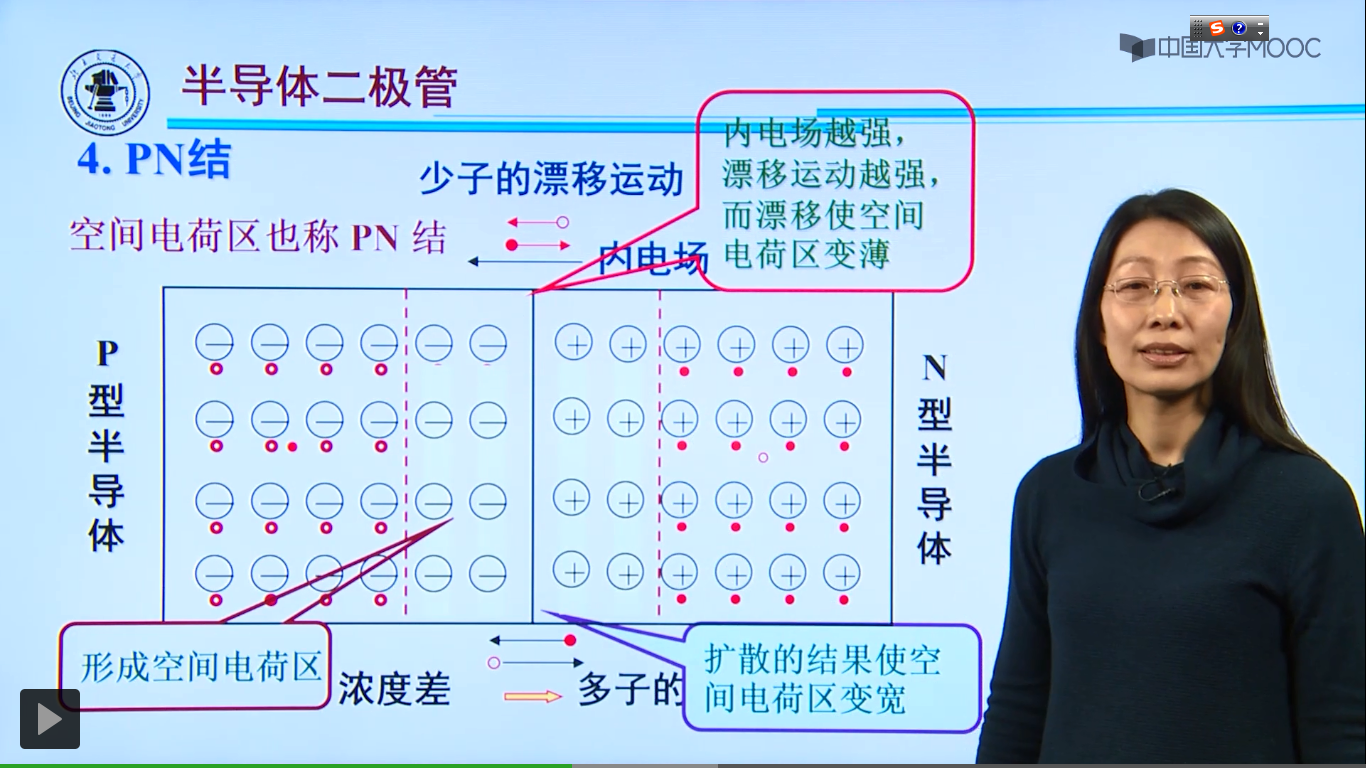 中国大学MOOC
半导体二极管
4. PN结
少子的漂移运动
内电场越强，
漂移运动越强，
而漂移使空间
电荷区变薄
空间电荷区也称 PN 结
内电场
P
型
半
导
体
N
型
半
导
体
形成空间电荷区
浓度差
多子的
扩散的结果使空
间电荷区变宽